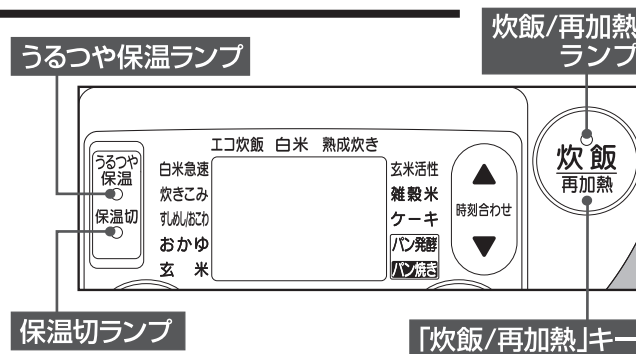 炊飯/再加熱
ランプ
うるつや保温ランプ
エコ炊飯 白米 熟成炊き
うるつや
保温
保温切
白米急速
炊きこみ
すしめし/おこわ
おかゆ
玄 米
玄米活性
雑穀米
ケーキ
パン発酵
パン焼き
▲
時刻合わせ
▼
炊飯
再加熱
保温切ランプ
「炊飯/再加熱」キー